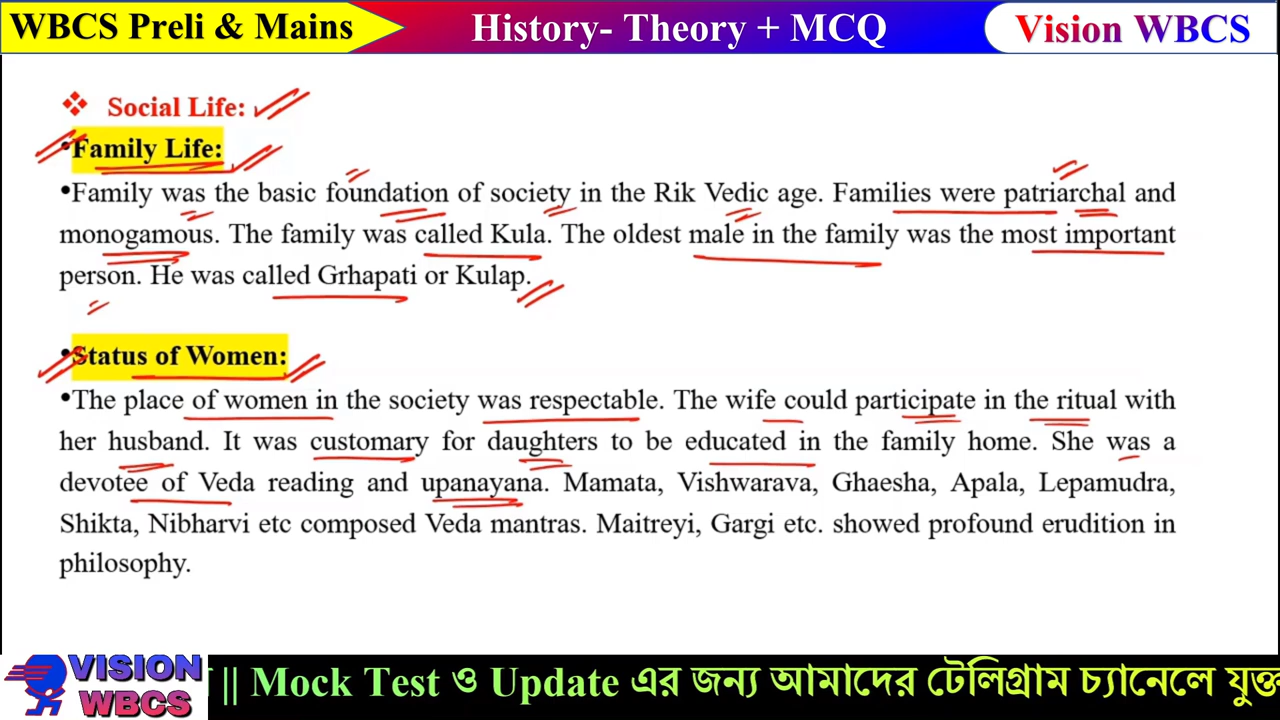 WBCS Preli & Mains
History- Theory + MCQ
Vision WBCS
❖ Social Life:
•Family Life:
•Family was the basic foundation of society in the Rik Vedic age. Families were patriarchal and
monogamous. The family was called Kula. The oldest male in the family was the most important
person. He was called Grhapati or Kulap.
•Status of Women:
•The place of women in the society was respectable. The wife could participate in the ritual with
her husband. It was customary for daughters to be educated in the family home. She was a
devotee of Veda reading and upanayana. Mamata, Vishwarava, Ghaesha, Apala, Lepamudra,
Shikta, Nibharvi etc composed Veda mantras. Maitreyi, Gargi etc. showed profound erudition in
philosophy.
VISION
WBCS
|| Mock Test ও Update এর জন্য আমাদের টেলিগ্রাম চ্যানেলে যুক্ত